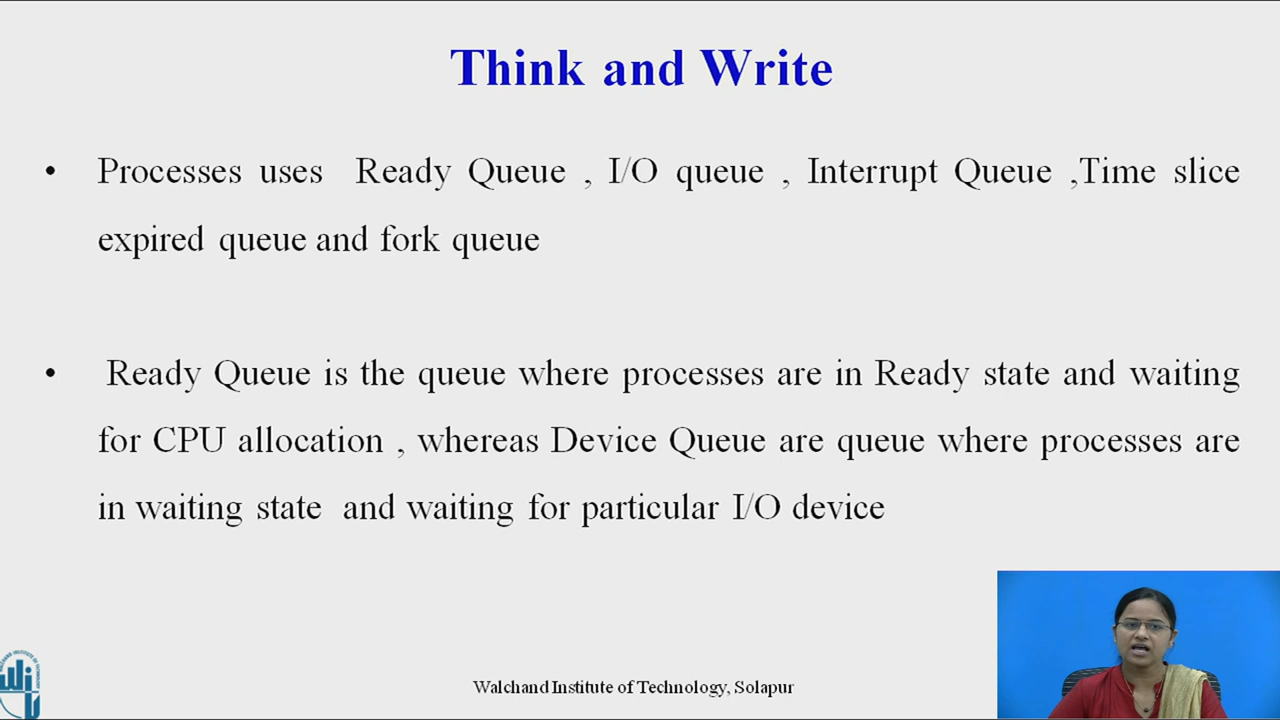 Think and Write
• Processes uses Ready Queue , I/O queue , Interrupt Queue ,Time slice
expired queue and fork queue
• Ready Queue is the queue where processes are in Ready state and waiting
for CPU allocation , whereas Device Queue are queue where processes are
in waiting state and waiting for particular I/O device
Walchand Institute of Technology, Solapur